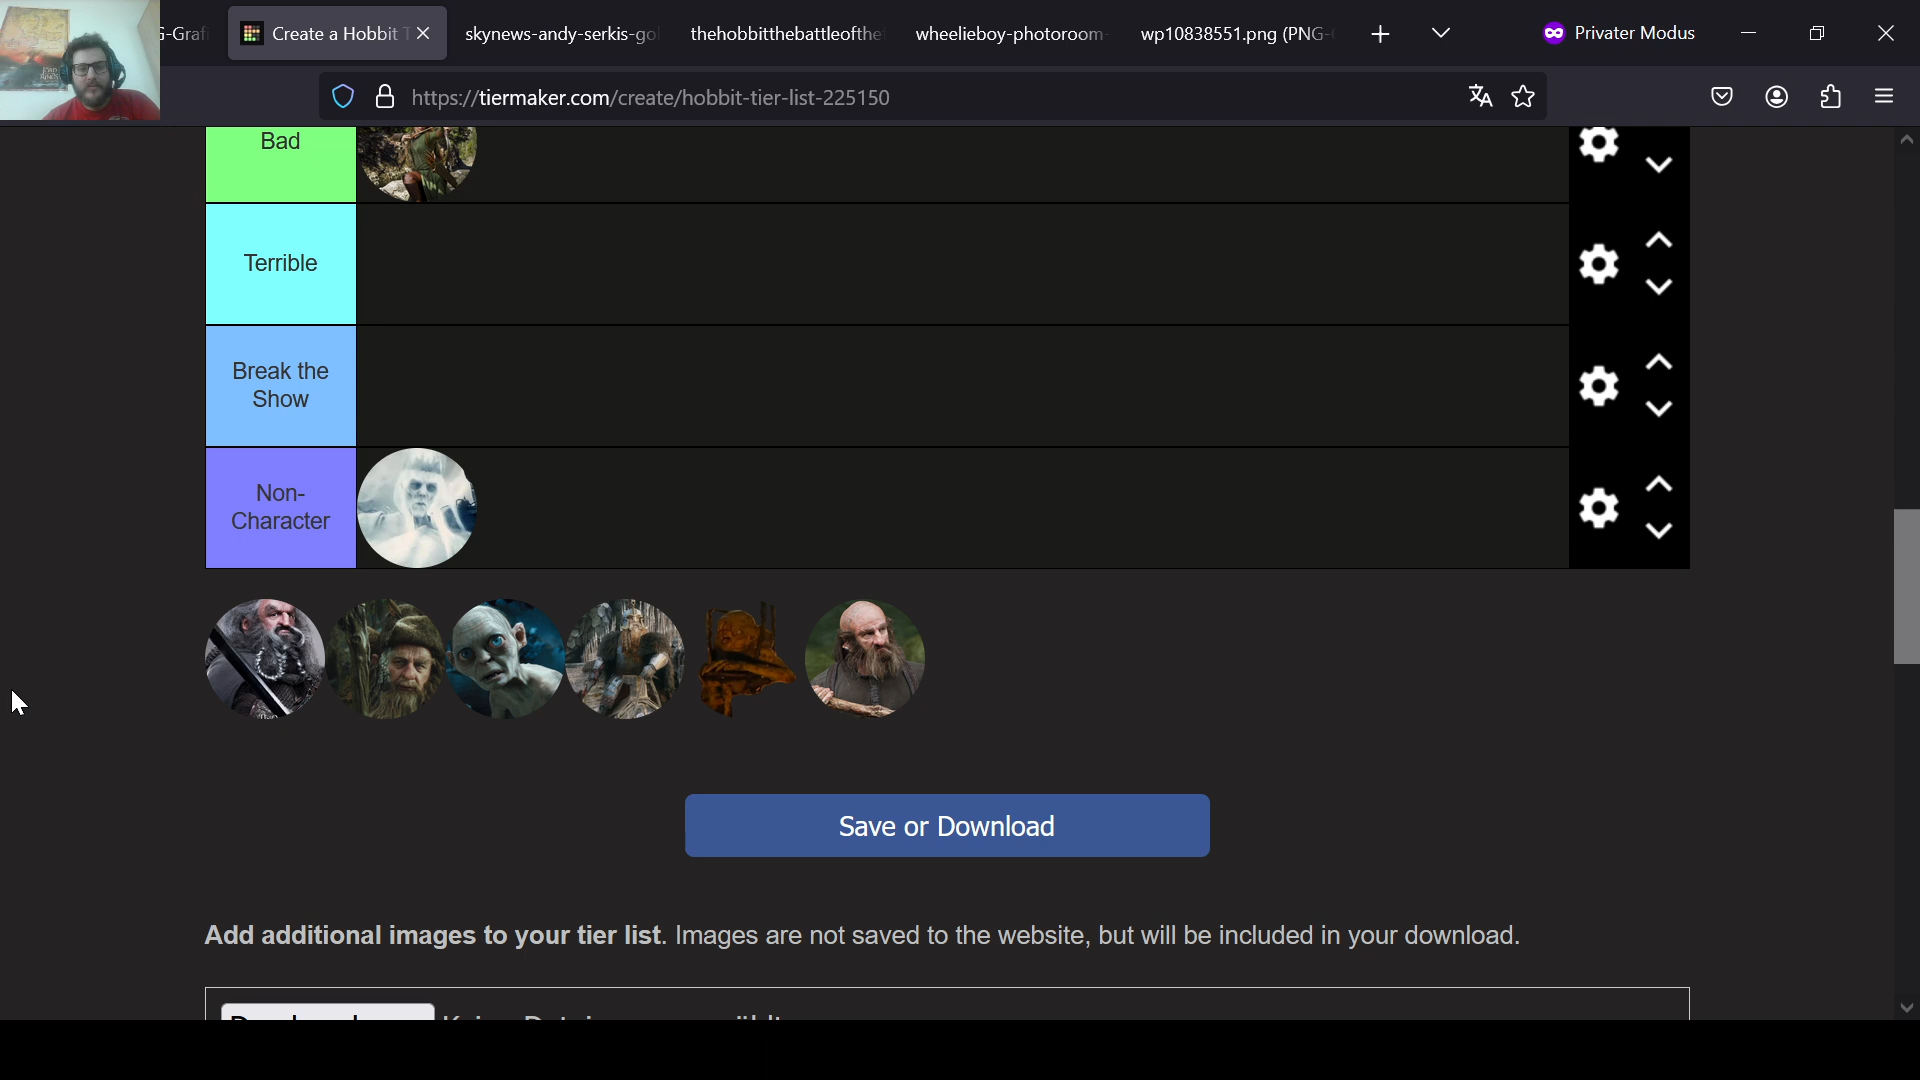 Create a Hobbit
skynews-andy-serkis-go
thehobbitthebattleofthe
wheelieboy-photoroom-
wp10838551.png (PNG-
Privater Modus
https://tiermaker.com/create/hobbit-tier-list-225150
Bad
Terrible
Break the
Show
Non-
Character
Save or Download
Add additional images to your tier list. Images are not saved to the website, but will be included in your download.